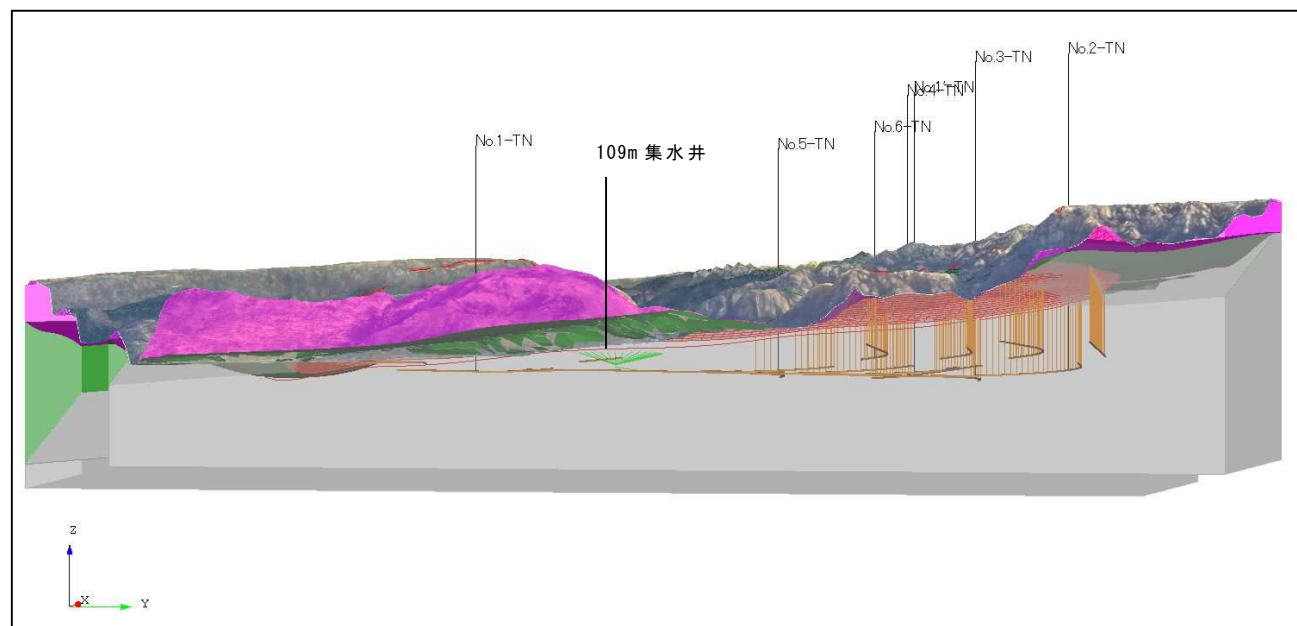 No.2-TN
No.3-TN
No.1'-TN
No.4-TN
No.6-TN
No.1-TN
No.5-TN
109m 集水井
Z
X
Y